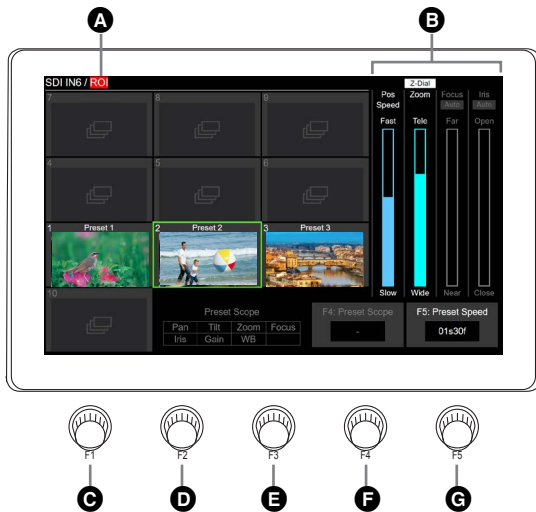 A
B
SDI IN6 / ROI
Z-Dial
Pos Speed
Zoom
Focus
Iris
Auto
Auto
Fast
Tele
Far
Open
7
8
9
4
5
6
1 Preset 1
2 Preset 2
3 Preset 3
Slow
Wide
Near
Close
10
Preset Scope
Pan Tilt Zoom Focus
Iris Gain WB
F4: Preset Scope
-
F5: Preset Speed
01s30f
F1
F2
F3
F4
F5
C
D
E
F
G